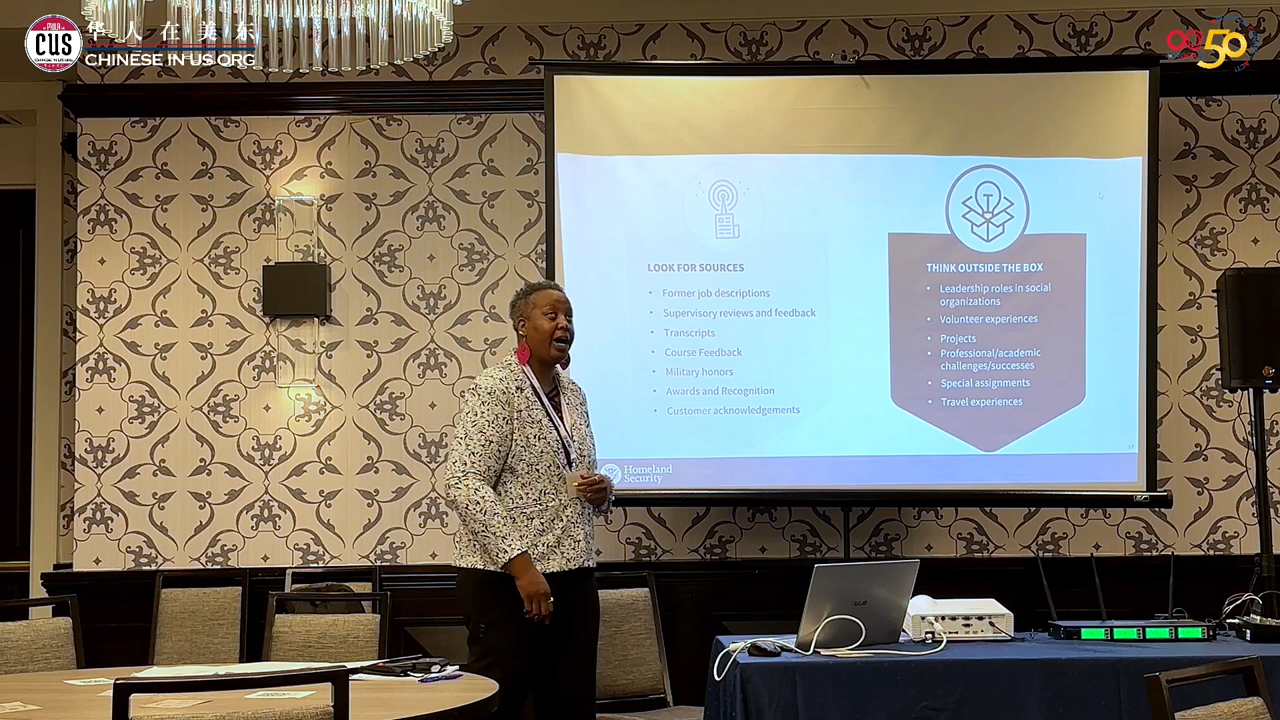 CUS
华人在美东
CHINESE IN US.ORG
50
LOOK FOR SOURCES
• Former job descriptions
• Supervisory reviews and feedback
• Transcripts
• Course Feedback
• Military honors
• Awards and Recognition
• Customer acknowledgements
THINK OUTSIDE THE BOX
• Leadership roles in social
organizations
• Volunteer experiences
• Projects
• Professional/academic
challenges/successes
• Special assignments
• Travel experiences
Homeland
Security